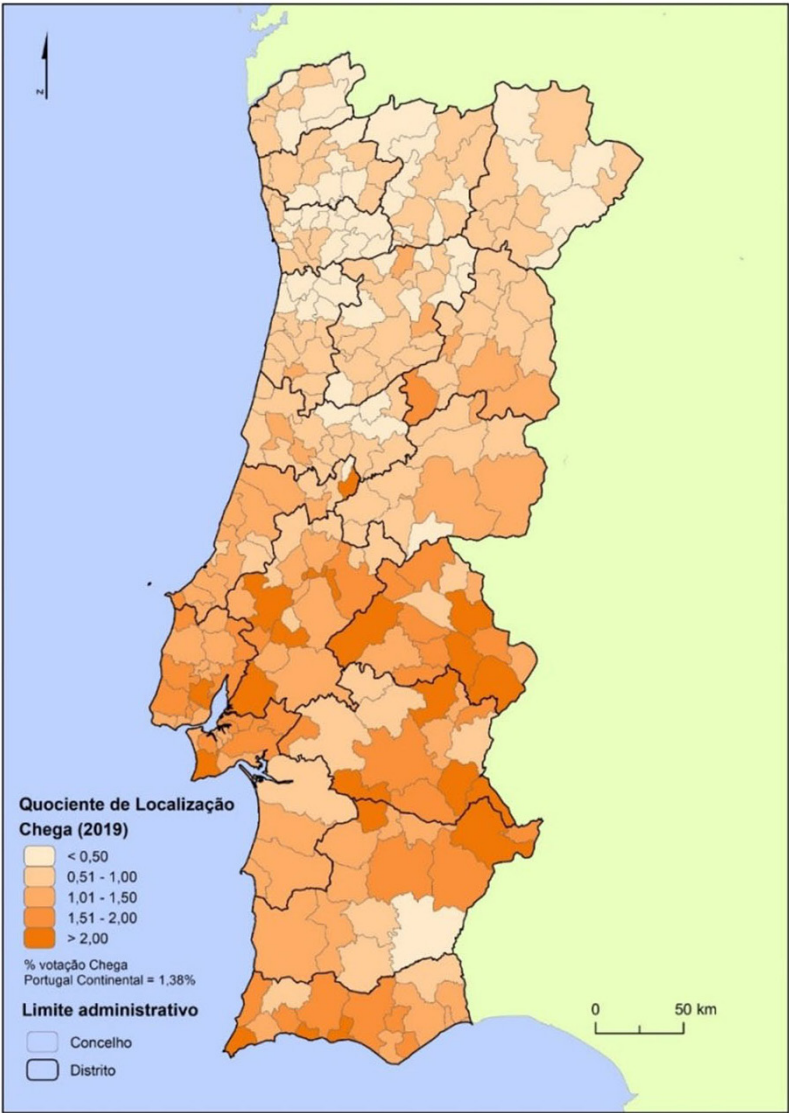 N
Quociente de Localização
Chega (2019)
< 0,50
0,51 - 1,00
1,01 - 1,50
1,51 - 2,00
> 2,00
% votação Chega
Portugal Continental = 1,38%
Limite administrativo
Concelho
Distrito
0 50 km